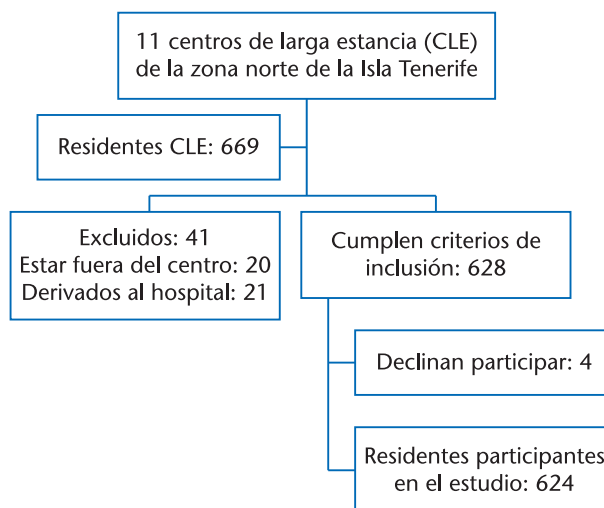 11 centros de larga estancia (CLE)
de la zona norte de la Isla Tenerife
Residentes CLE: 669
Excluidos: 41
Estar fuera del centro: 20
Derivados al hospital: 21
Cumplen criterios de
inclusión: 628
Declinan participar: 4
Residentes participantes
en el estudio: 624